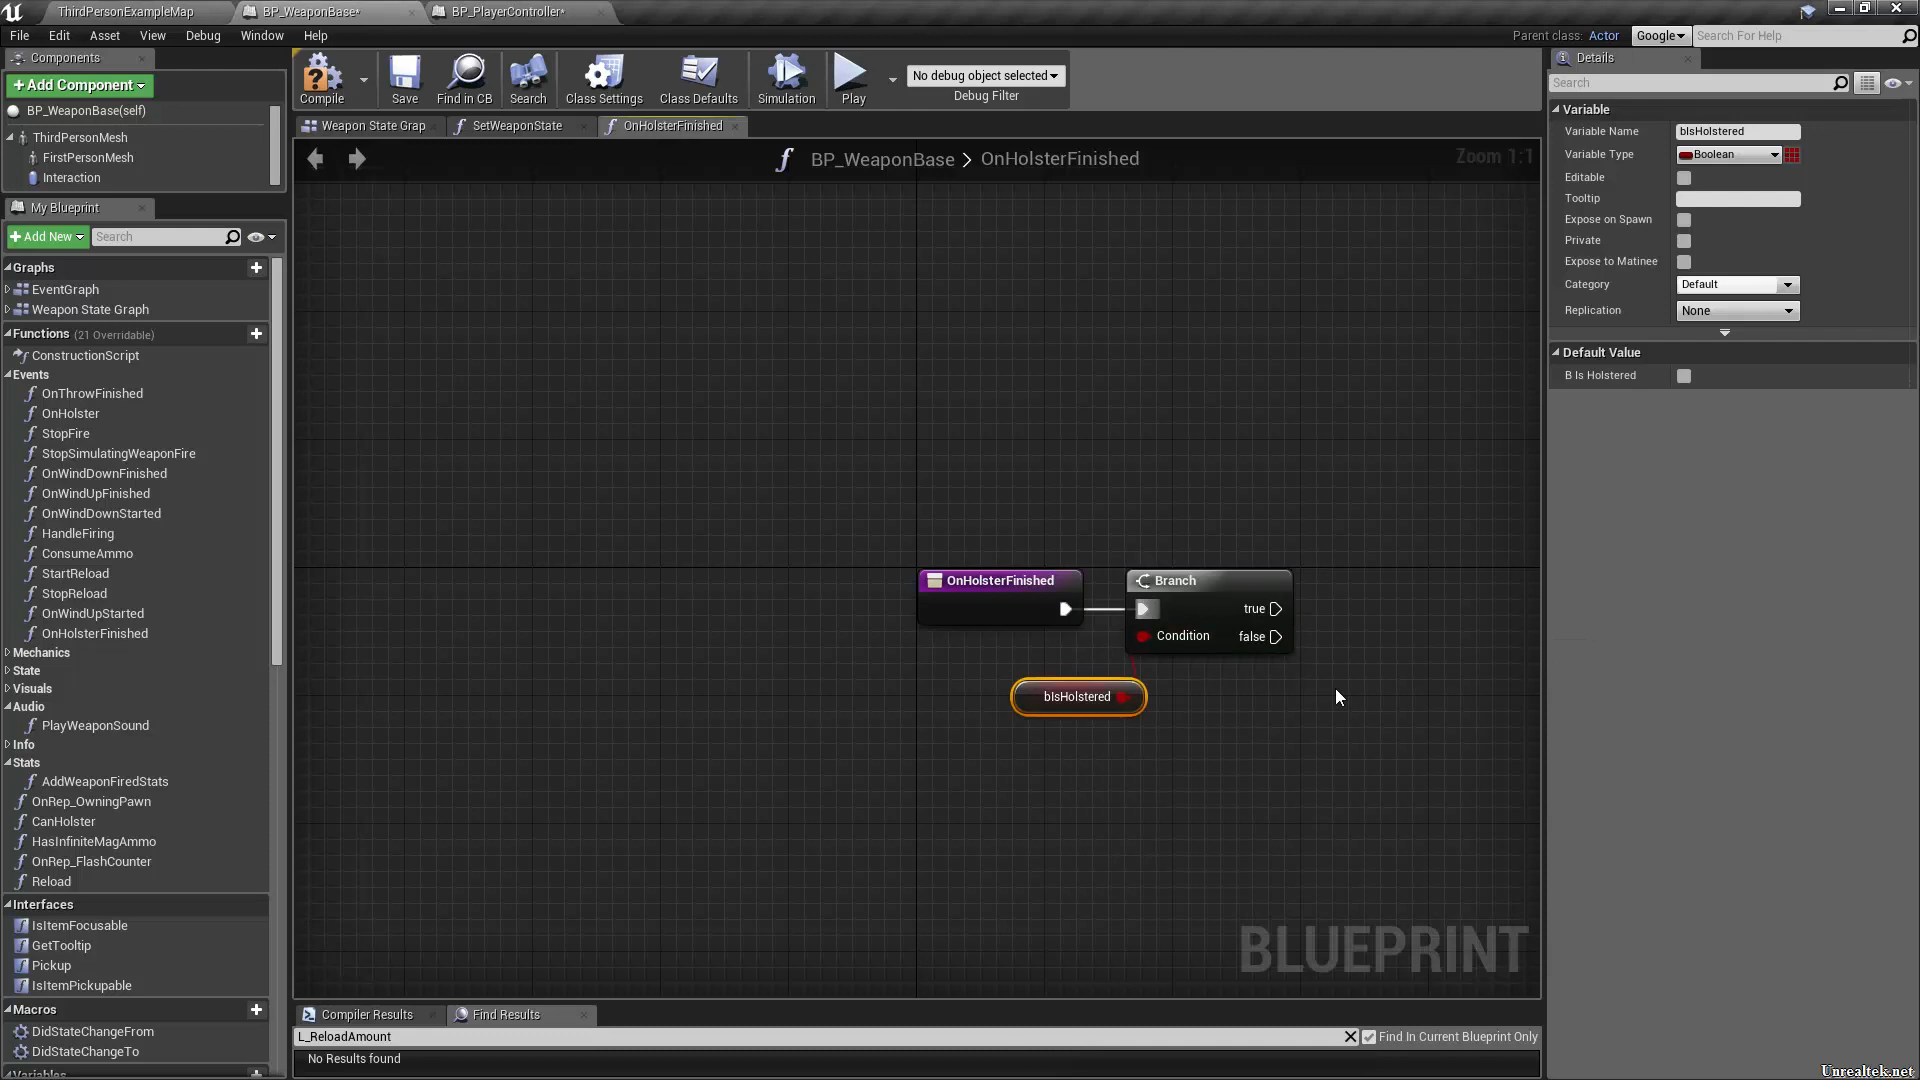 ThirdPersonExampleMap
BP_WeaponBase*
BP_PlayerController*
File Edit Asset View Debug Window Help
Parent class: Actor
Google
Search For Help
Components
Add Component
BP_WeaponBase(self)
ThirdPersonMesh
FirstPersonMesh
Interaction
My Blueprint
Add New
Search
Graphs
EventGraph
Weapon State Graph
Functions (21 Overridable)
ConstructionScript
Events
OnThrowFinished
OnHolster
StopFire
StopSimulatingWeaponFire
OnWindDownFinished
OnWindUpFinished
OnWindDownStarted
HandleFiring
ConsumeAmmo
StartReload
StopReload
OnWindUpStarted
OnHolsterFinished
Mechanics
State
Visuals
Audio
PlayWeaponSound
Info
Stats
AddWeaponFiredStats
OnRep_OwningPawn
CanHolster
HasInfiniteMagAmmo
OnRep_FlashCounter
Reload
Interfaces
IsItemFocusable
GetTooltip
Pickup
IsItemPickupable
Macros
DidStateChangeFrom
DidStateChangeTo
Variables
Compile
Save
Find in CB
Search
Class Settings
Class Defaults
Simulation
Play
No debug object selected
Debug Filter
Weapon State Grap
SetWeaponState
OnHolsterFinished
BP_WeaponBase > OnHolsterFinished
Zoom 1:1
OnHolsterFinished
Branch
true
Condition
false
bIsHolstered
BLUEPRINT
Compiler Results
Find Results
L_ReloadAmount
Find In Current Blueprint Only
No Results found
Details
Search
Variable
Variable Name bIsHolstered
Variable Type Boolean
Editable
Tooltip
Expose on Spawn
Private
Expose to Matinee
Category Default
Replication None
Default Value
B Is Holstered
Unrealtek.net